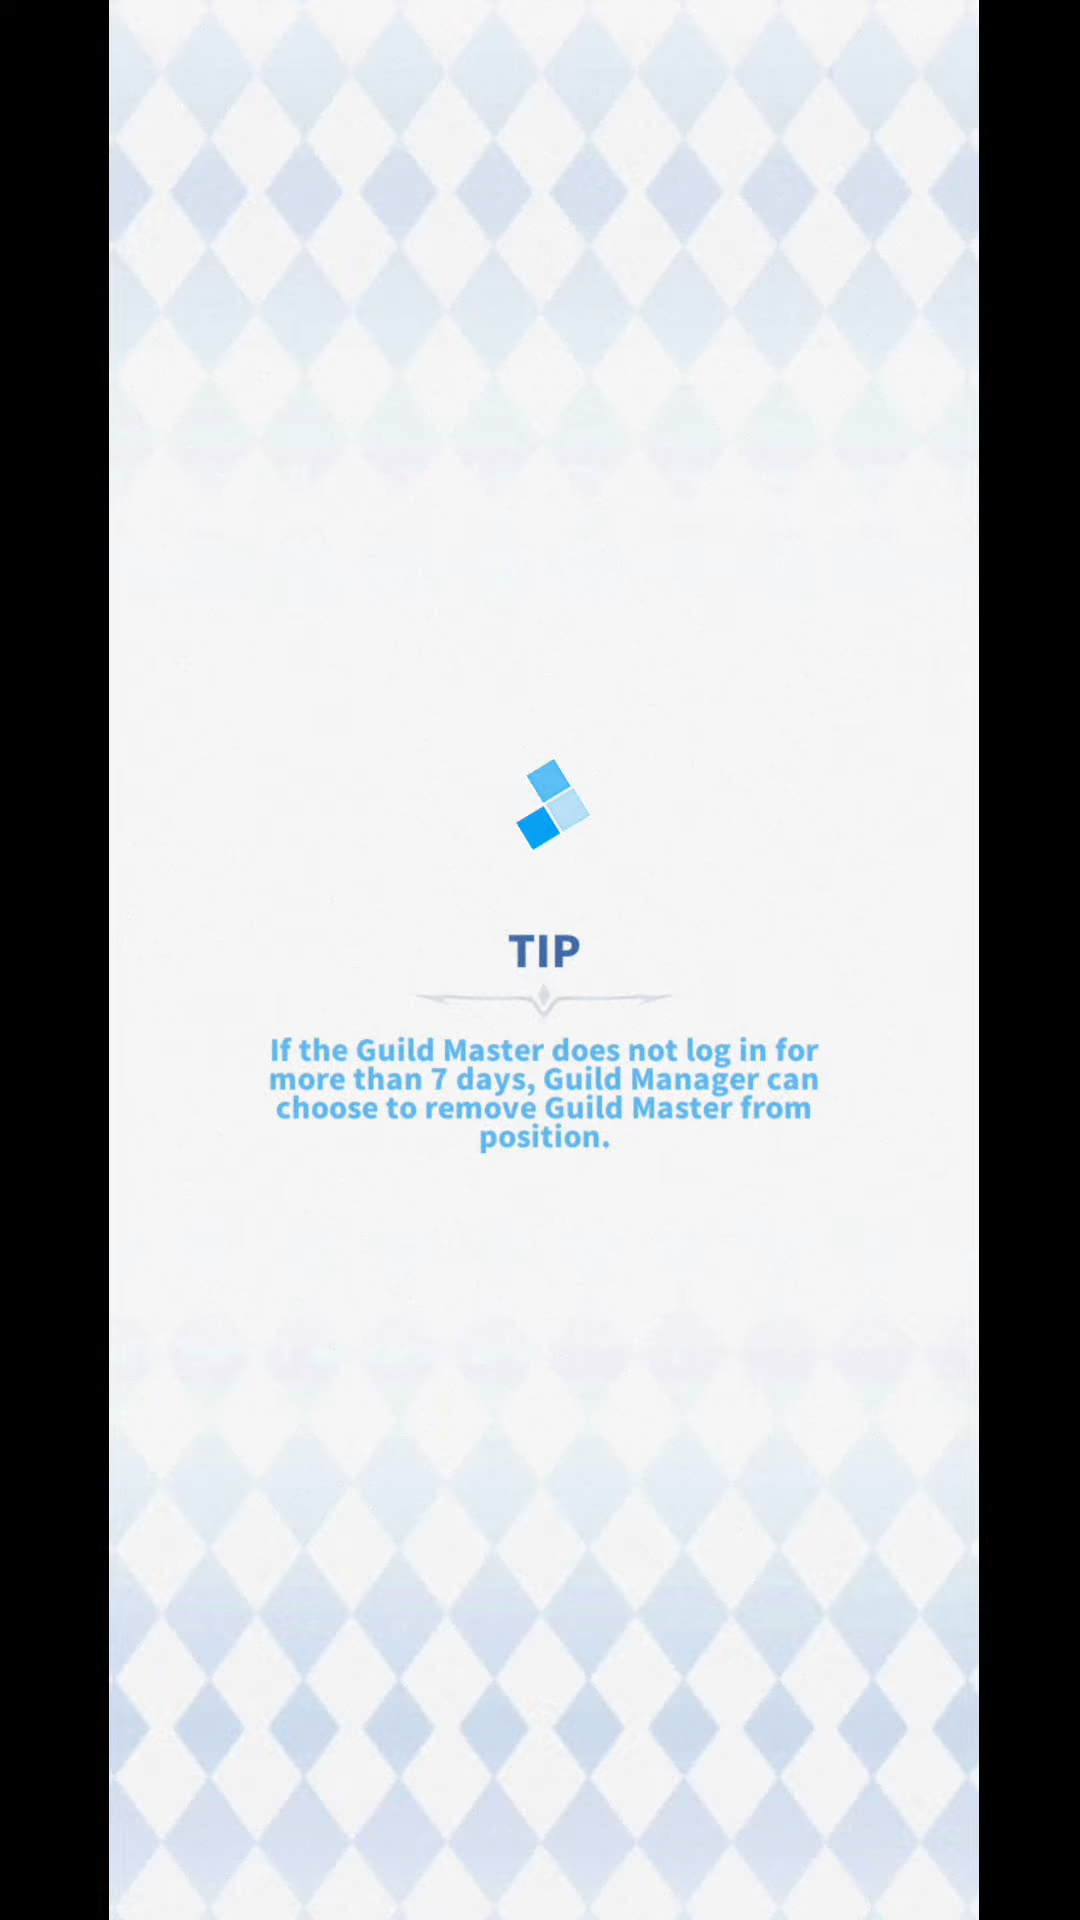 TIP
If the Guild Master does not log in for
more than 7 days, Guild Manager can
choose to remove Guild Master from
position.